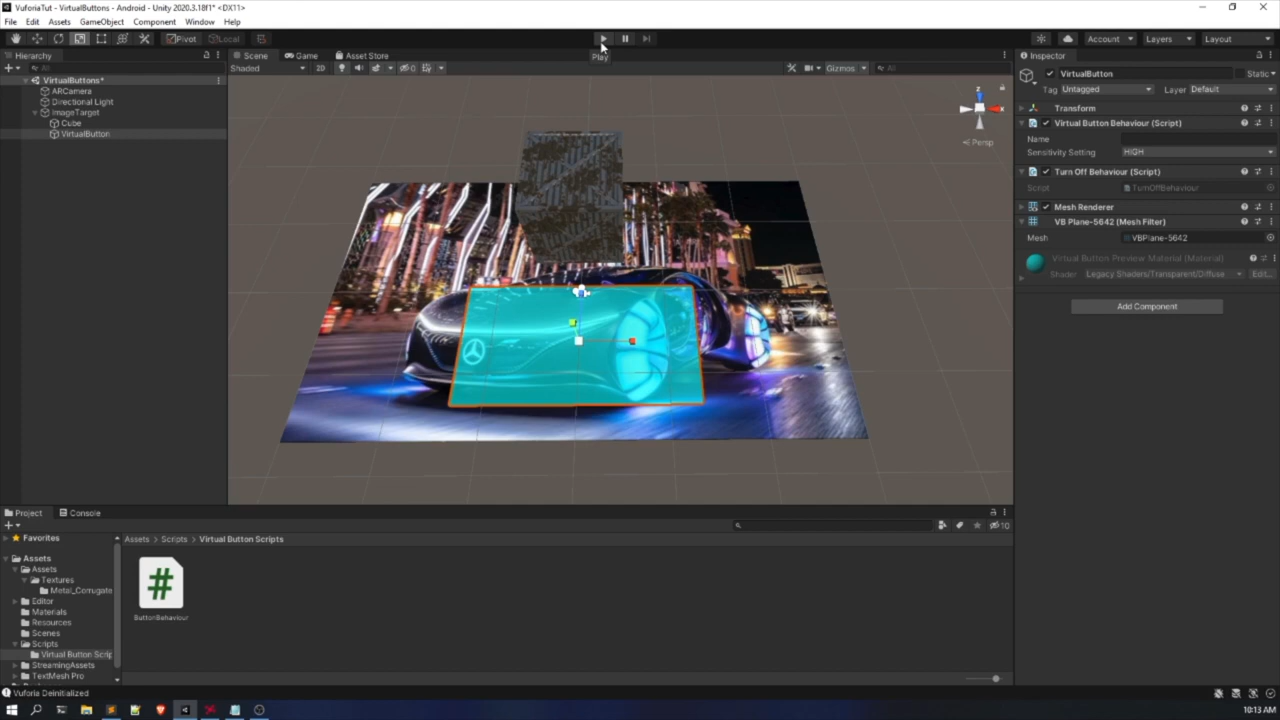 VuforiaTut - VirtualButtons - Android - Unity 2020.3.18f1* <DX11>
File Edit Assets GameObject Component Window Help
Pivot Local Account Layers Layout
Play
Hierarchy
All
VirtualButtons*
ARCamera
Directional Light
ImageTarget
Cube
VirtualButton
Scene Game Asset Store
Shaded 2D 0 Gizmos All
z
x
Persp
Inspector
VirtualButton Static
Tag Untagged Layer Default
Transform
Virtual Button Behaviour (Script)
Name
Sensitivity Setting HIGH
Turn Off Behaviour (Script)
Script TurnOffBehaviour
Mesh Renderer
VB Plane-5642 (Mesh Filter)
Mesh VBPlane-5642
Virtual Button Preview Material (Material)
Shader Legacy Shaders/Transparent/Diffuse Edit...
Add Component
Project Console
10
Favorites
Assets
Assets
Textures
Metal_Corrugate
Editor
Materials
Resources
Scenes
Scripts
Virtual Button Scrip
StreamingAssets
TextMesh Pro
Assets > Scripts > Virtual Button Scripts
#
ButtonBehaviour
Vuforia Deinitialized
10:13 AM